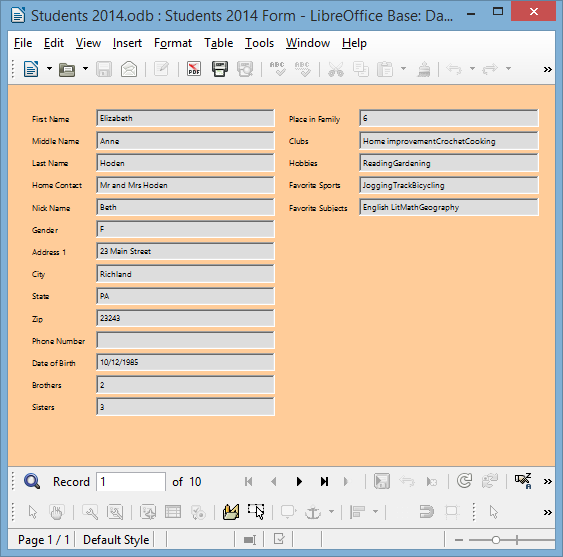 Students 2014.odb : Students 2014 Form - LibreOffice Base: Da...
File Edit View Insert Format Table Tools Window Help
PDF ABC ABC
First Name Elizabeth Place in Family 6
Middle Name Anne Clubs Home improvementCrochetCooking
Last Name Hoden Hobbies ReadingGardening
Home Contact Mr and Mrs Hoden Favorite Sports JoggingTrackBicycling
Nick Name Beth Favorite Subjects English LitMathGeography
Gender F
Address 1 23 Main Street
City Richland
State PA
Zip 23243
Phone Number
Date of Birth 10/12/1985
Brothers 2
Sisters 3
Record 1 of 10
Page 1 / 1 Default Style